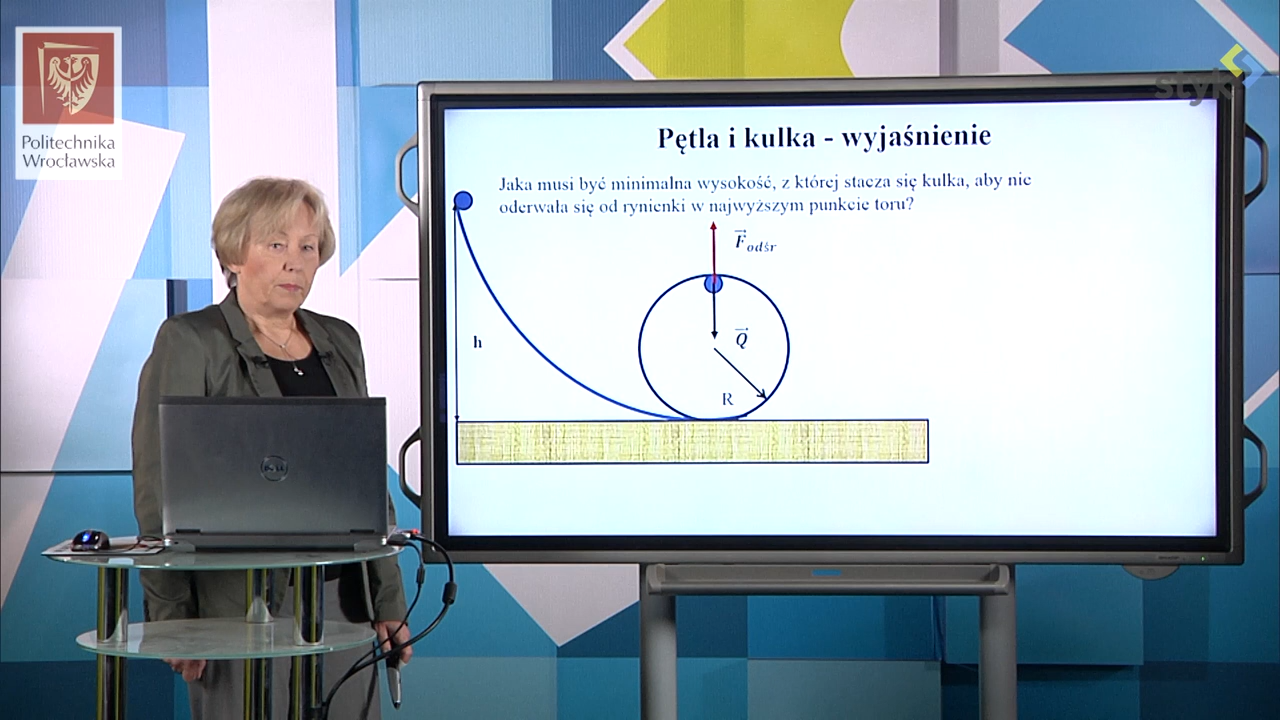 Politechnika
Wrocławska
styk
Pętla i kulka - wyjaśnienie
Jaka musi być minimalna wysokość, z której stacza się kulka, aby nie
oderwała się od rynienki w najwyższym punkcie toru?
F odśr
h
Q
R
DELL